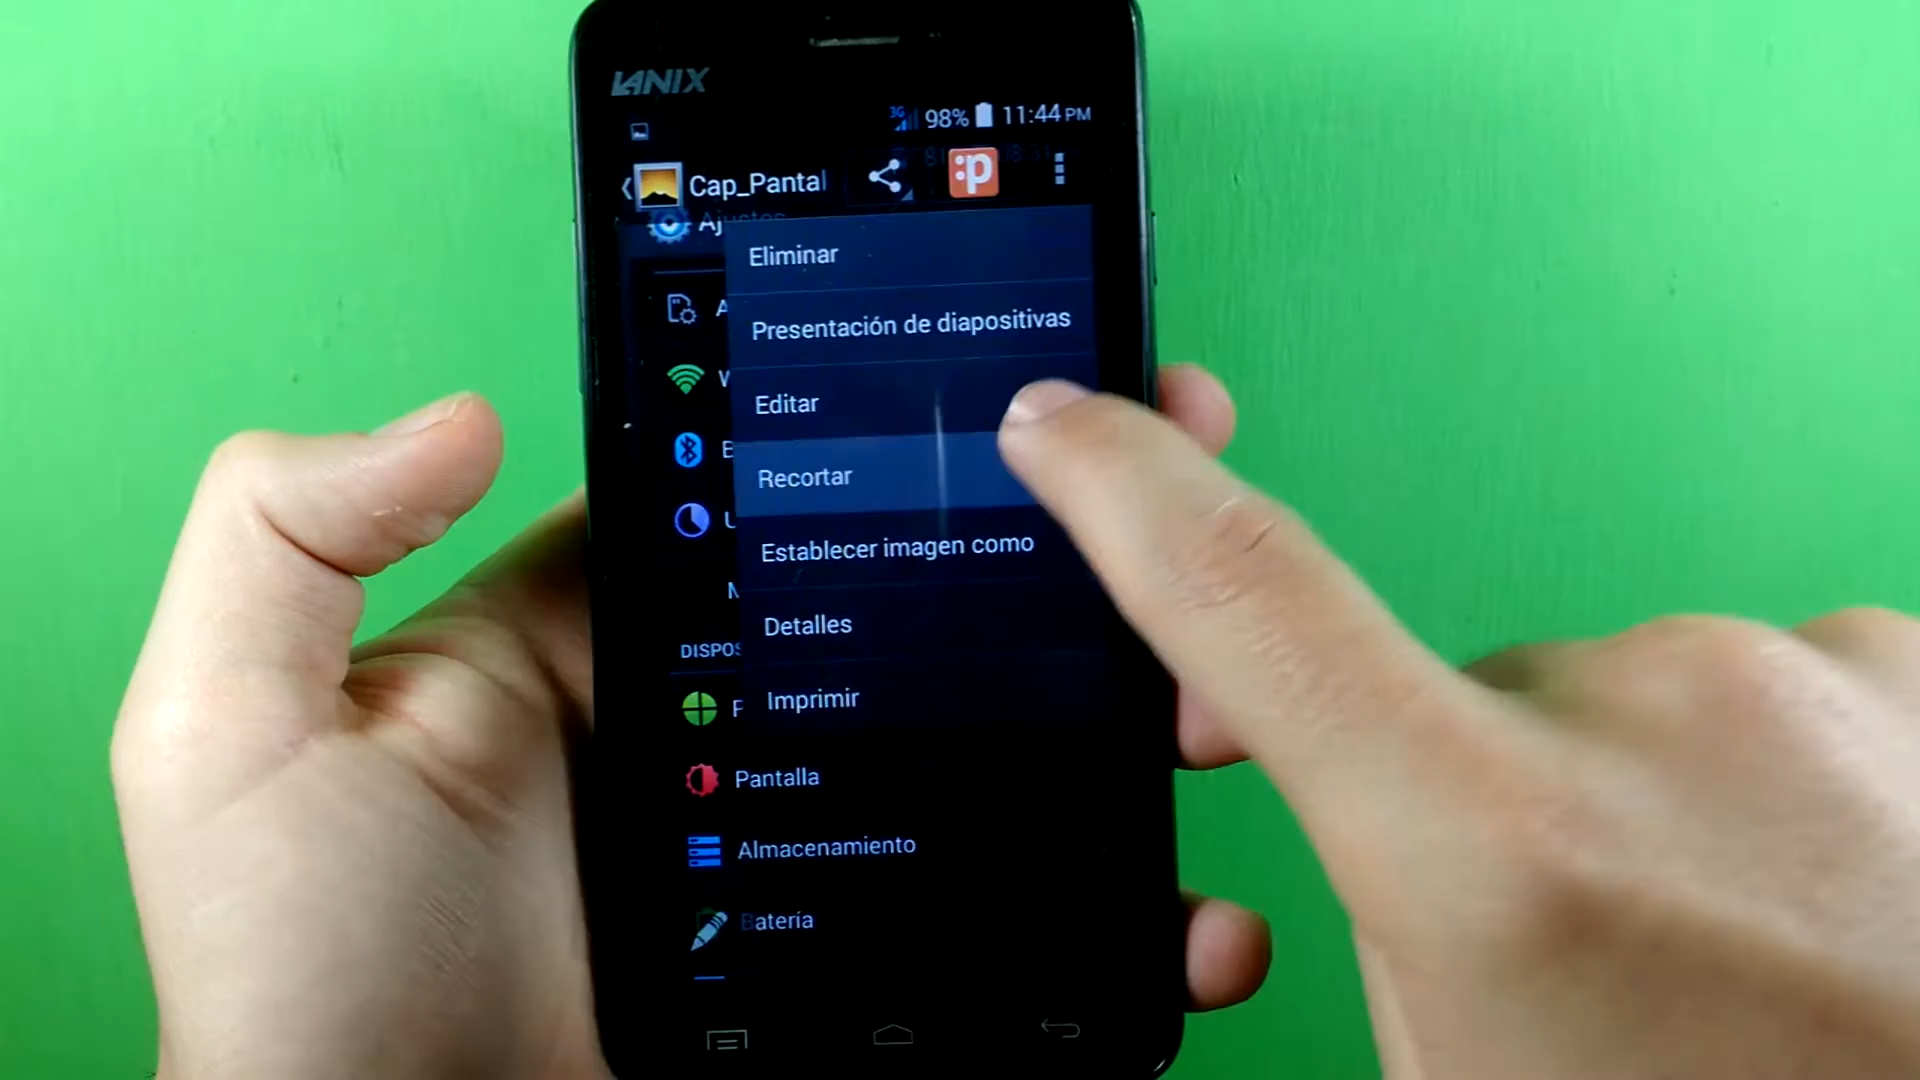 LANIX
3G 98% 11:44 PM
Cap_Pantal :p
Ajustes
Eliminar
Presentación de diapositivas
Editar
Recortar
Establecer imagen como
Detalles
DISPOS
Imprimir
Pantalla
Almacenamiento
Batería